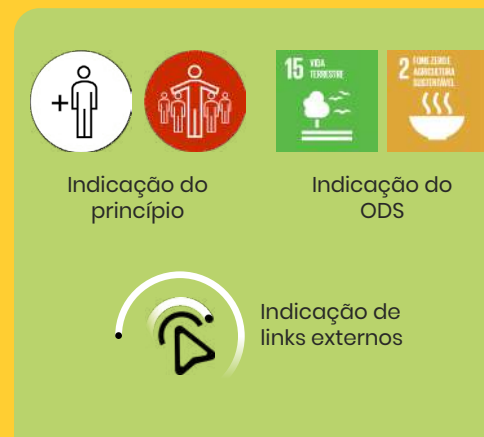 15 VIDA
TERRESTRE
2 FOME ZERO E
AGRICULTURA
SUSTENTÁVEL
+
Indicação do
princípio
Indicação do
ODS
Indicação de
links externos